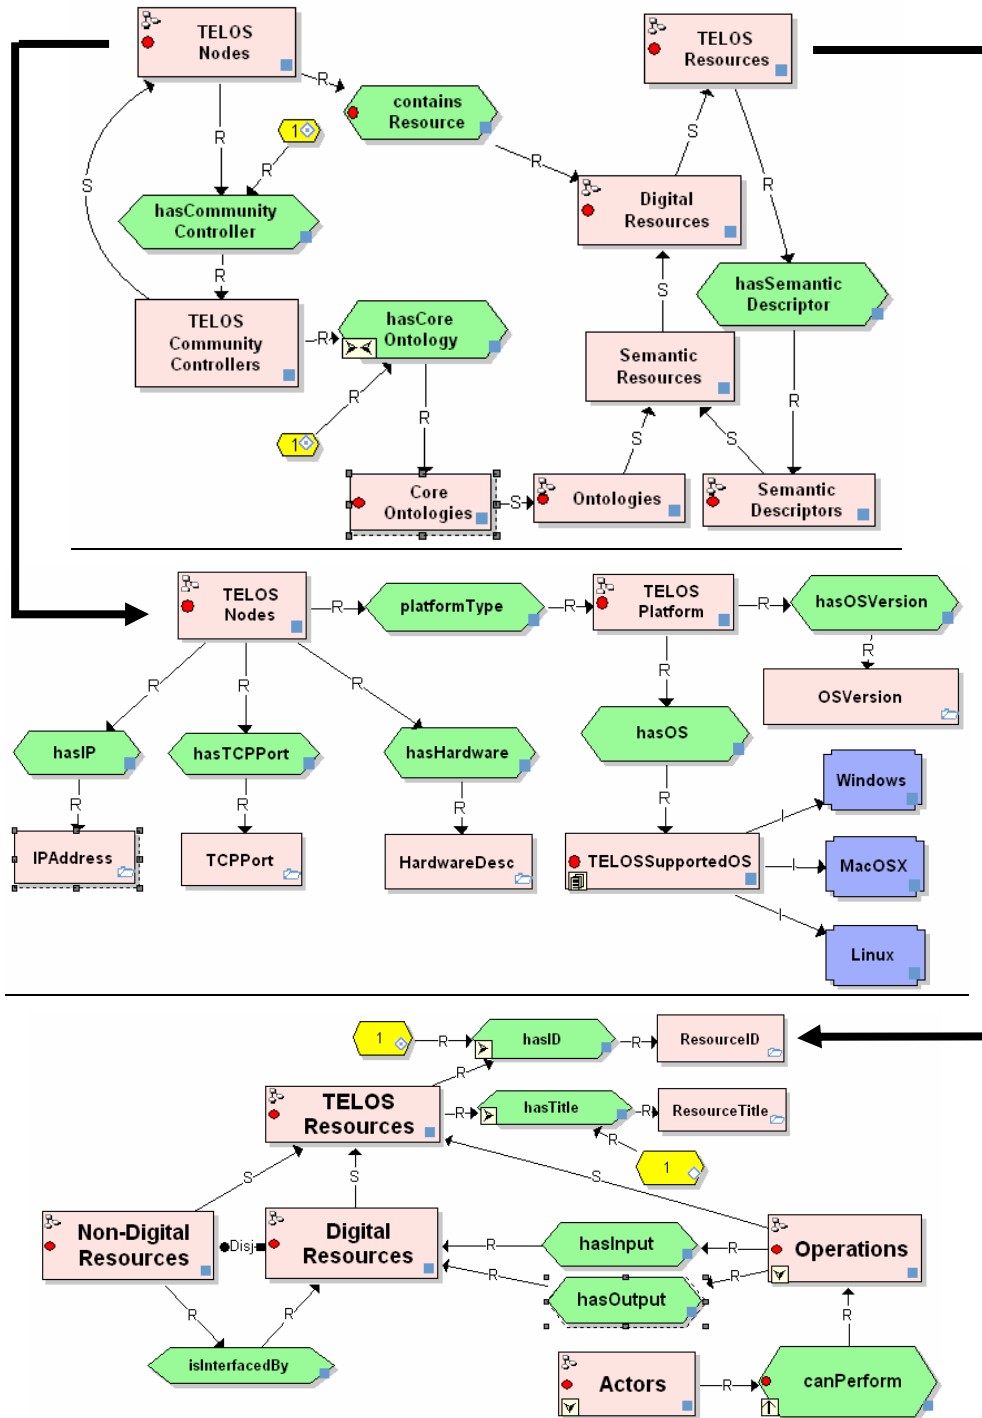 TELOS
Nodes
TELOS
Resources
R
contains
Resource
R
1
S
R
R
R
S
hasCommunity
Controller
Digital
Resources
R
S
hasSemantic
Descriptor
TELOS
Community
Controllers
R
hasCore
Ontology
Semantic
Resources
R
R
R
1
S
S
Core
Ontologies
S
Ontologies
Semantic
Descriptors
TELOS
Nodes
R
platformType
R
TELOS
Platform
R
hasOSVersion
R
R
R
R
R
OSVersion
hasIP
hasTCPPort
hasHardware
hasOS
Windows
R
R
R
R
I
IPAddress
TCPPort
HardwareDesc
TELOSSupportedOS
I
MacOSX
I
Linux
1
R
hasID
R
ResourceID
R
TELOS
Resources
R
hasTitle
R
ResourceTitle
R
1
S
S
S
Non-Digital
Resources
Disj
Digital
Resources
R
hasInput
R
Operations
R
hasOutput
R
R
R
R
isInterfacedBy
Actors
R
canPerform